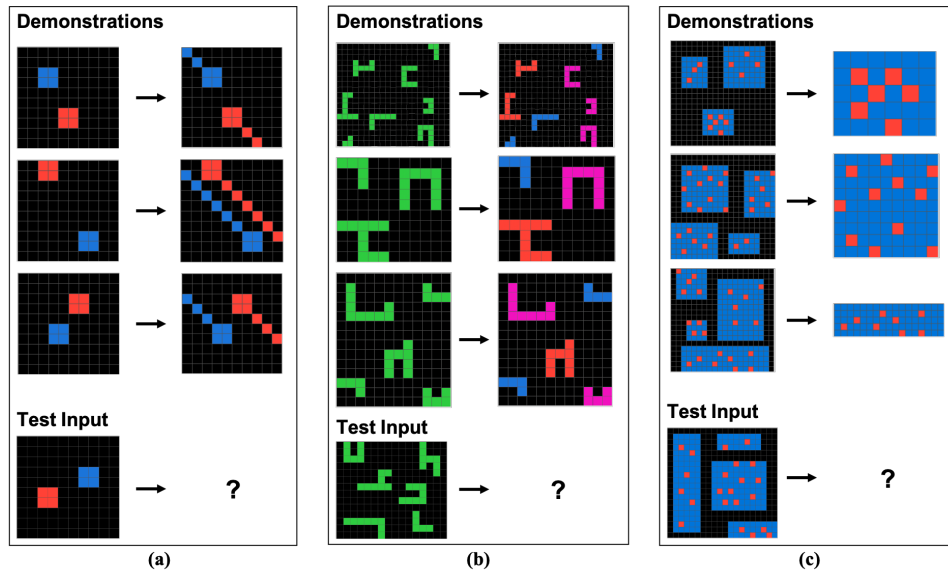 Demonstrations
Test Input
?
(a)
Demonstrations
Test Input
?
(b)
Demonstrations
Test Input
?
(c)